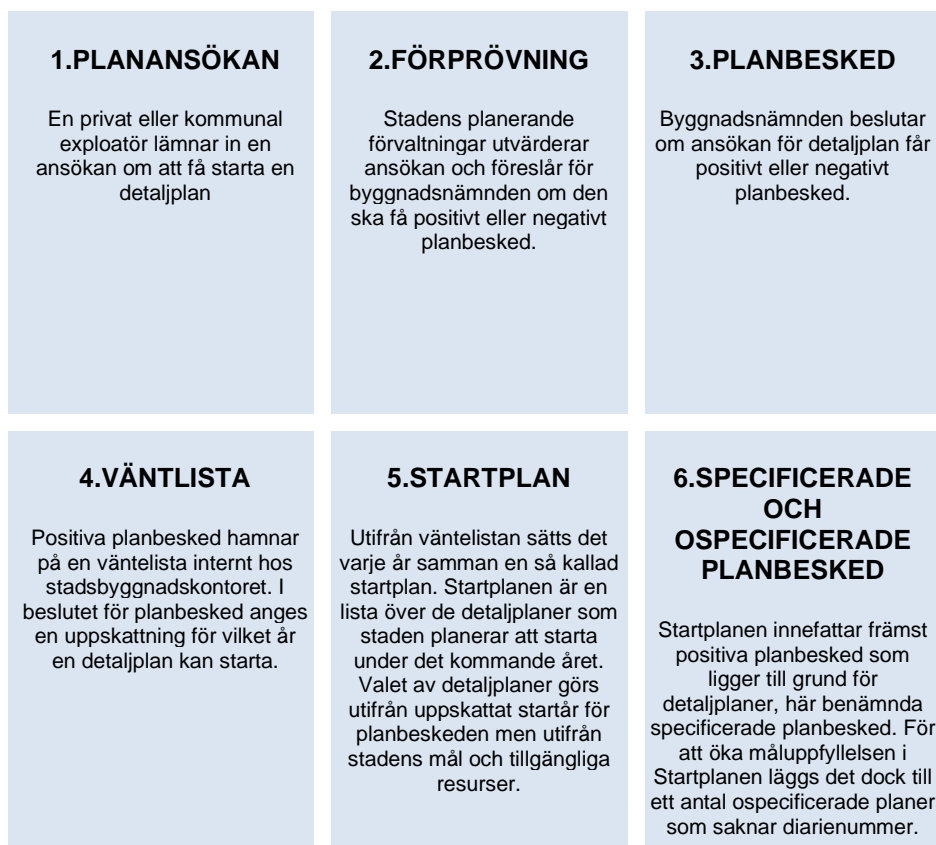 1.PLANANSÖKAN
En privat eller kommunal
exploatör lämnar in en
ansökan om att få starta en
detaljplan
2.FÖRPRÖVNING
Stadens planerande
förvaltningar utvärderar
ansökan och föreslår för
byggnadsnämnden om den
ska få positivt eller negativt
planbesked.
3.PLANBESKED
Byggnadsnämnden beslutar
om ansökan för detaljplan får
positivt eller negativt
planbesked.
4.VÄNTLISTA
Positiva planbesked hamnar
på en väntelista internt hos
stadsbyggnadskontoret. I
beslutet för planbesked anges
en uppskattning för vilket år
en detaljplan kan starta.
5.STARTPLAN
Utifrån väntelistan sätts det
varje år samman en så kallad
startplan. Startplanen är en
lista över de detaljplaner som
staden planerar att starta
under det kommande året.
Valet av detaljplaner görs
utifrån uppskattat startår för
planbeskeden men utifrån
stadens mål och tillgängliga
resurser.
6.SPECIFICERADE
OCH
OSPECIFICERADE
PLANBESKED
Startplanen innefattar främst
positiva planbesked som
ligger till grund för
detaljplaner, här benämnda
specificerade planbesked. För
att öka måluppfyllelsen i
Startplanen läggs det dock till
ett antal ospecificerade planer
som saknar diarienummer.